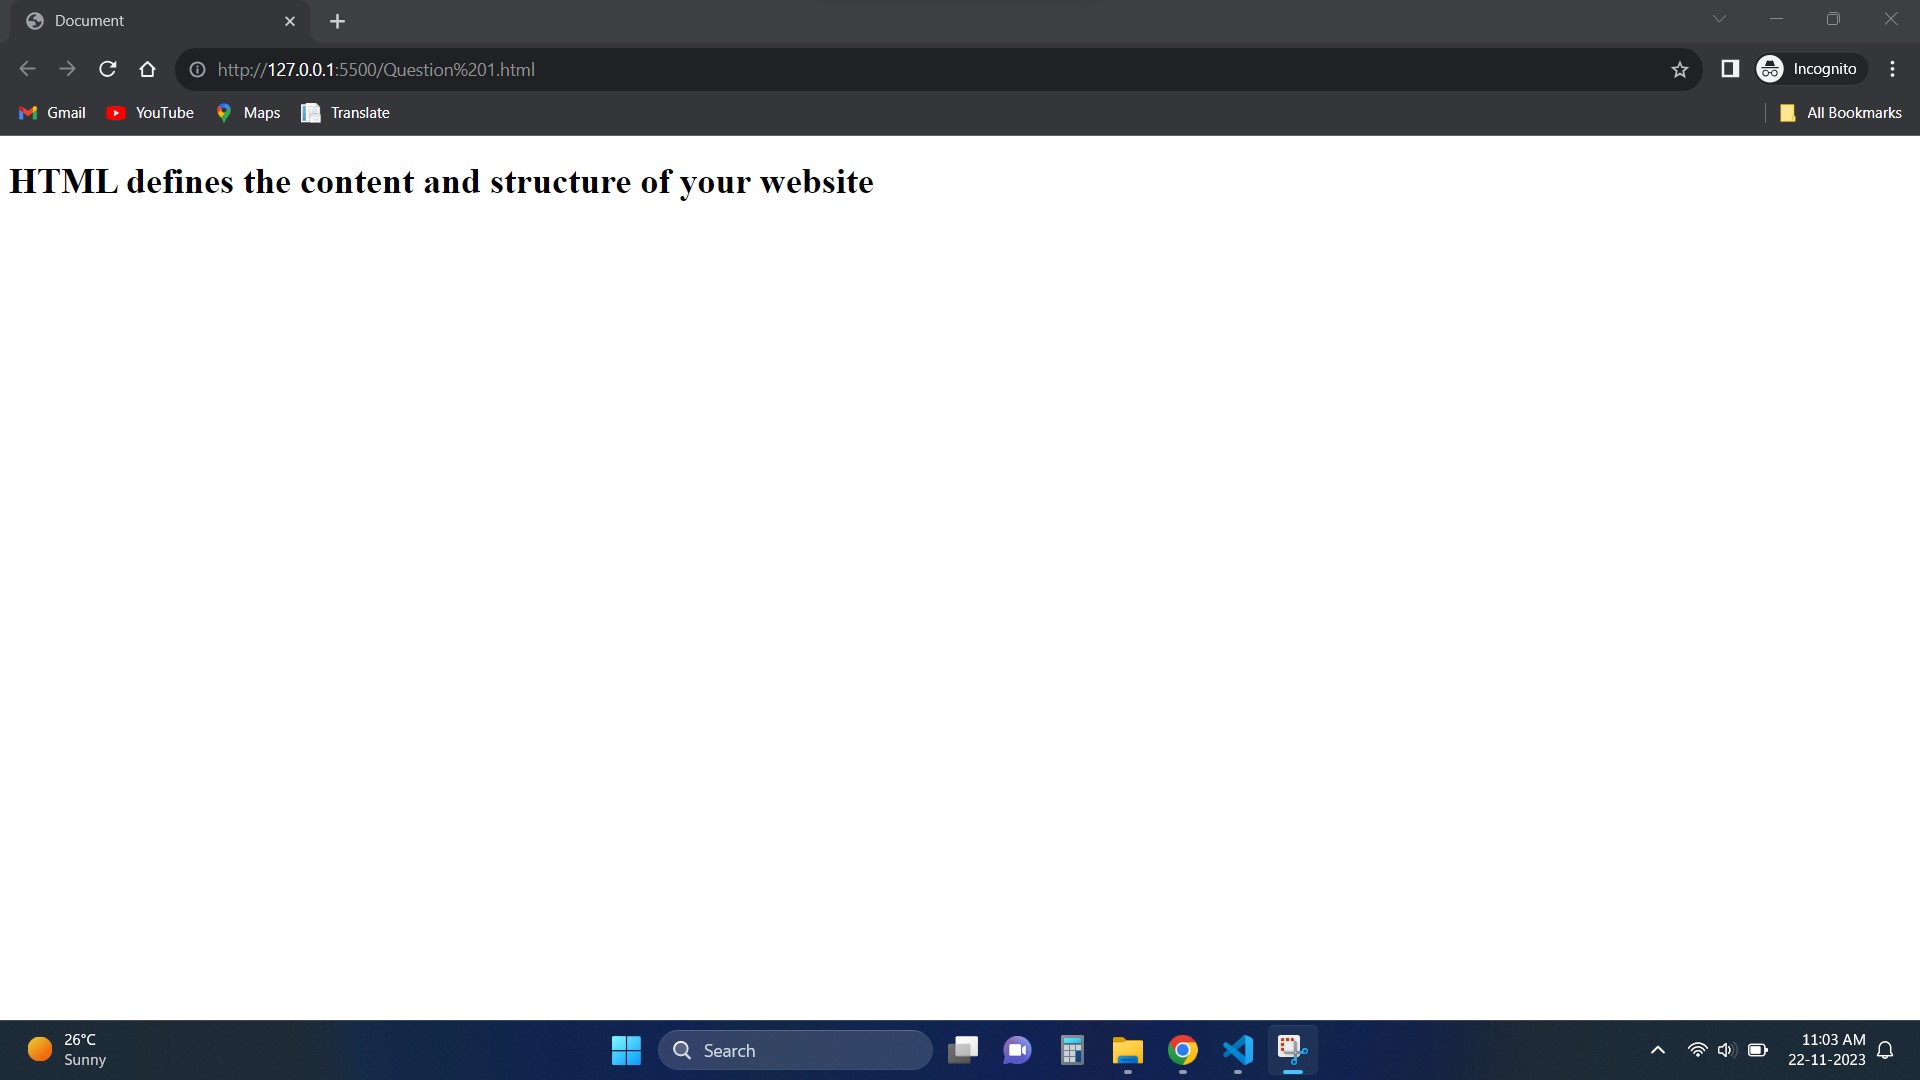 Document
http://127.0.0.1:5500/Question%201.html
Incognito
Gmail YouTube Maps Translate All Bookmarks
HTML defines the content and structure of your website
26°C
Sunny
Search
11:03 AM
22-11-2023